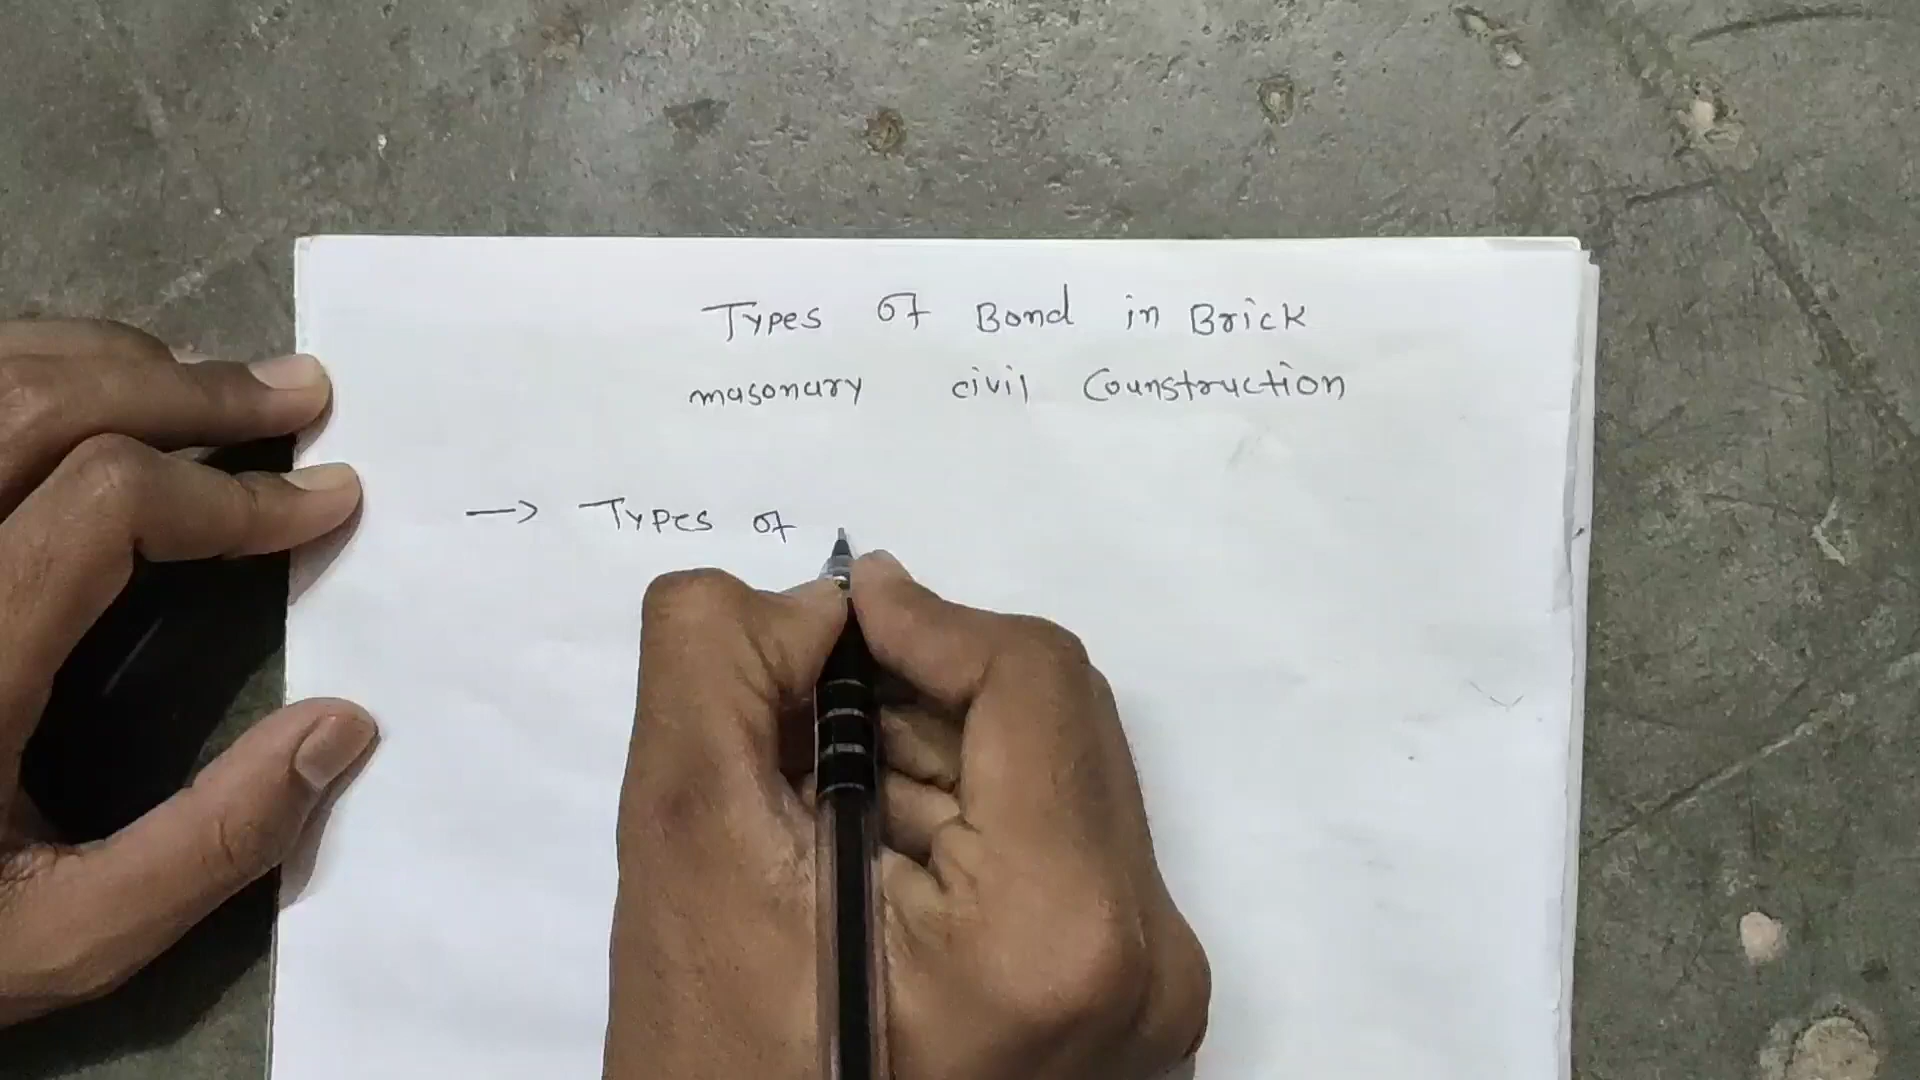 Types of Bond in Brick
masonary civil Counstruction
→ Types of